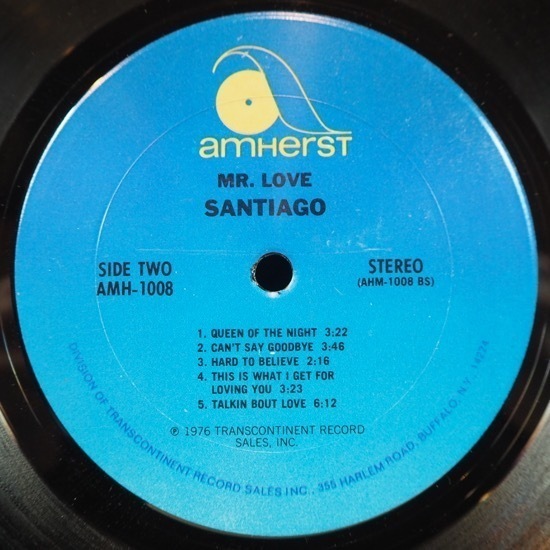 amHerST
MR. LOVE
SANTIAGO
SIDE TWO
AMH-1008
STEREO
(AHM-1008 BS)
1. QUEEN OF THE NIGHT 3:22
2. CAN'T SAY GOODBYE 3:46
3. HARD TO BELIEVE 2:16
4. THIS IS WHAT I GET FOR
LOVING YOU 3:23
5. TALKIN BOUT LOVE 6:12
℗ 1976 TRANSCONTINENT RECORD
SALES, INC.
DIVISION OF TRANSCONTINENT RECORD SALES INC., 355 HARLEM ROAD, BUFFALO, N.Y. 14224